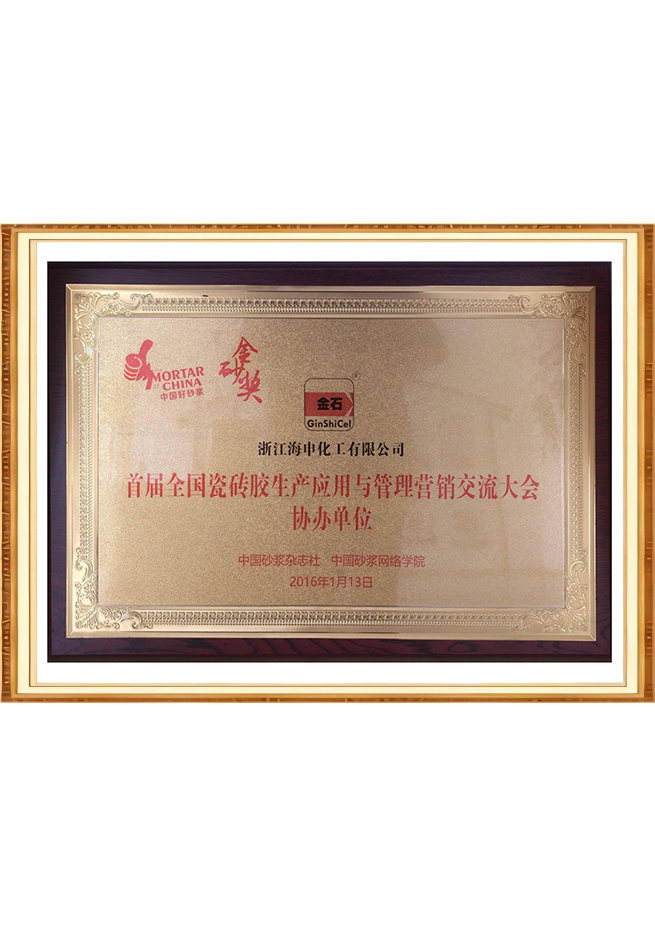 MORTAR
OF CHINA
中国好砂浆
金砂奖
®
金石
GinShiCel
浙江海申化工有限公司
首届全国瓷砖胶生产应用与管理营销交流大会
协办单位
中国砂浆杂志社 中国砂浆网络学院
2016年1月13日